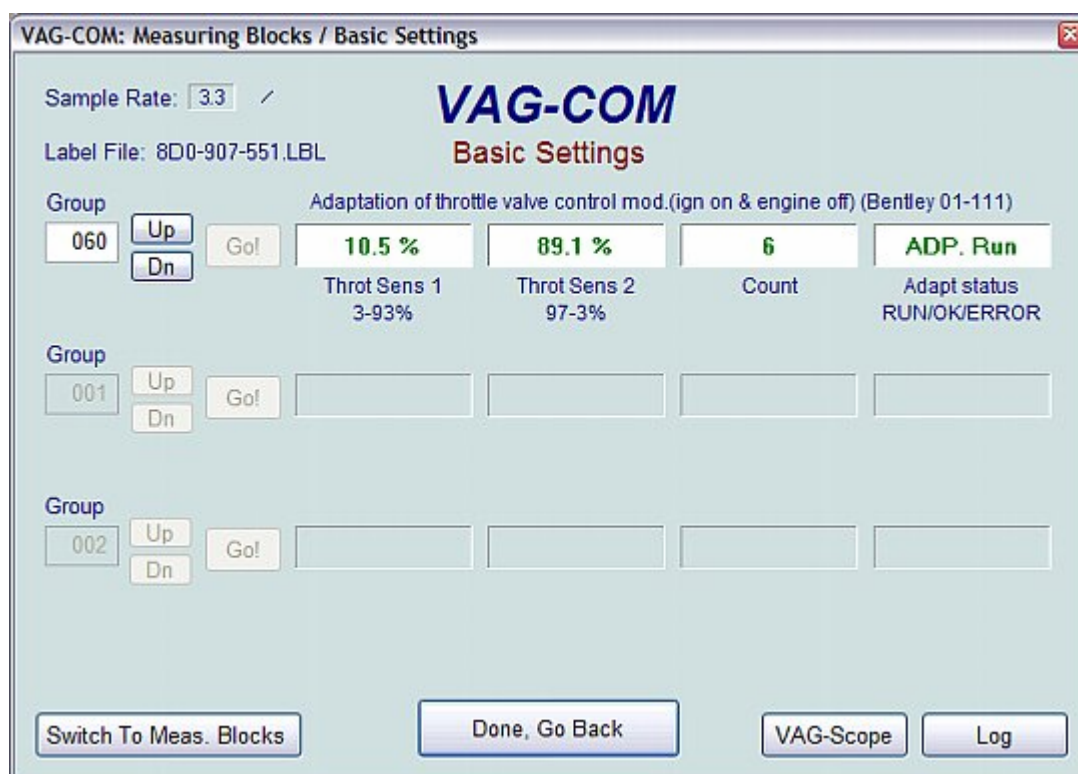 VAG-COM: Measuring Blocks / Basic Settings
Sample Rate: 3.3 /
VAG-COM
Label File: 8D0-907-551.LBL
Basic Settings
Group
Adaptation of throttle valve control mod.(ign on & engine off) (Bentley 01-111)
060
Up
Dn
Go!
10.5 %
89.1 %
6
ADP. Run
Throt Sens 1
3-93%
Throt Sens 2
97-3%
Count
Adapt status
RUN/OK/ERROR
Group
001
Up
Dn
Go!
Group
002
Up
Dn
Go!
Switch To Meas. Blocks
Done, Go Back
VAG-Scope
Log